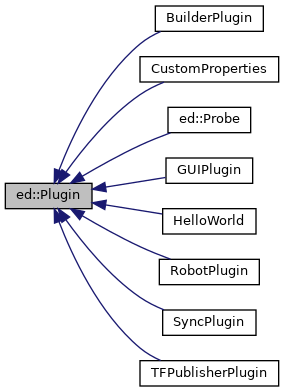 BuilderPlugin
CustomProperties
ed::Probe
GUIPlugin
ed::Plugin
HelloWorld
RobotPlugin
SyncPlugin
TFPublisherPlugin